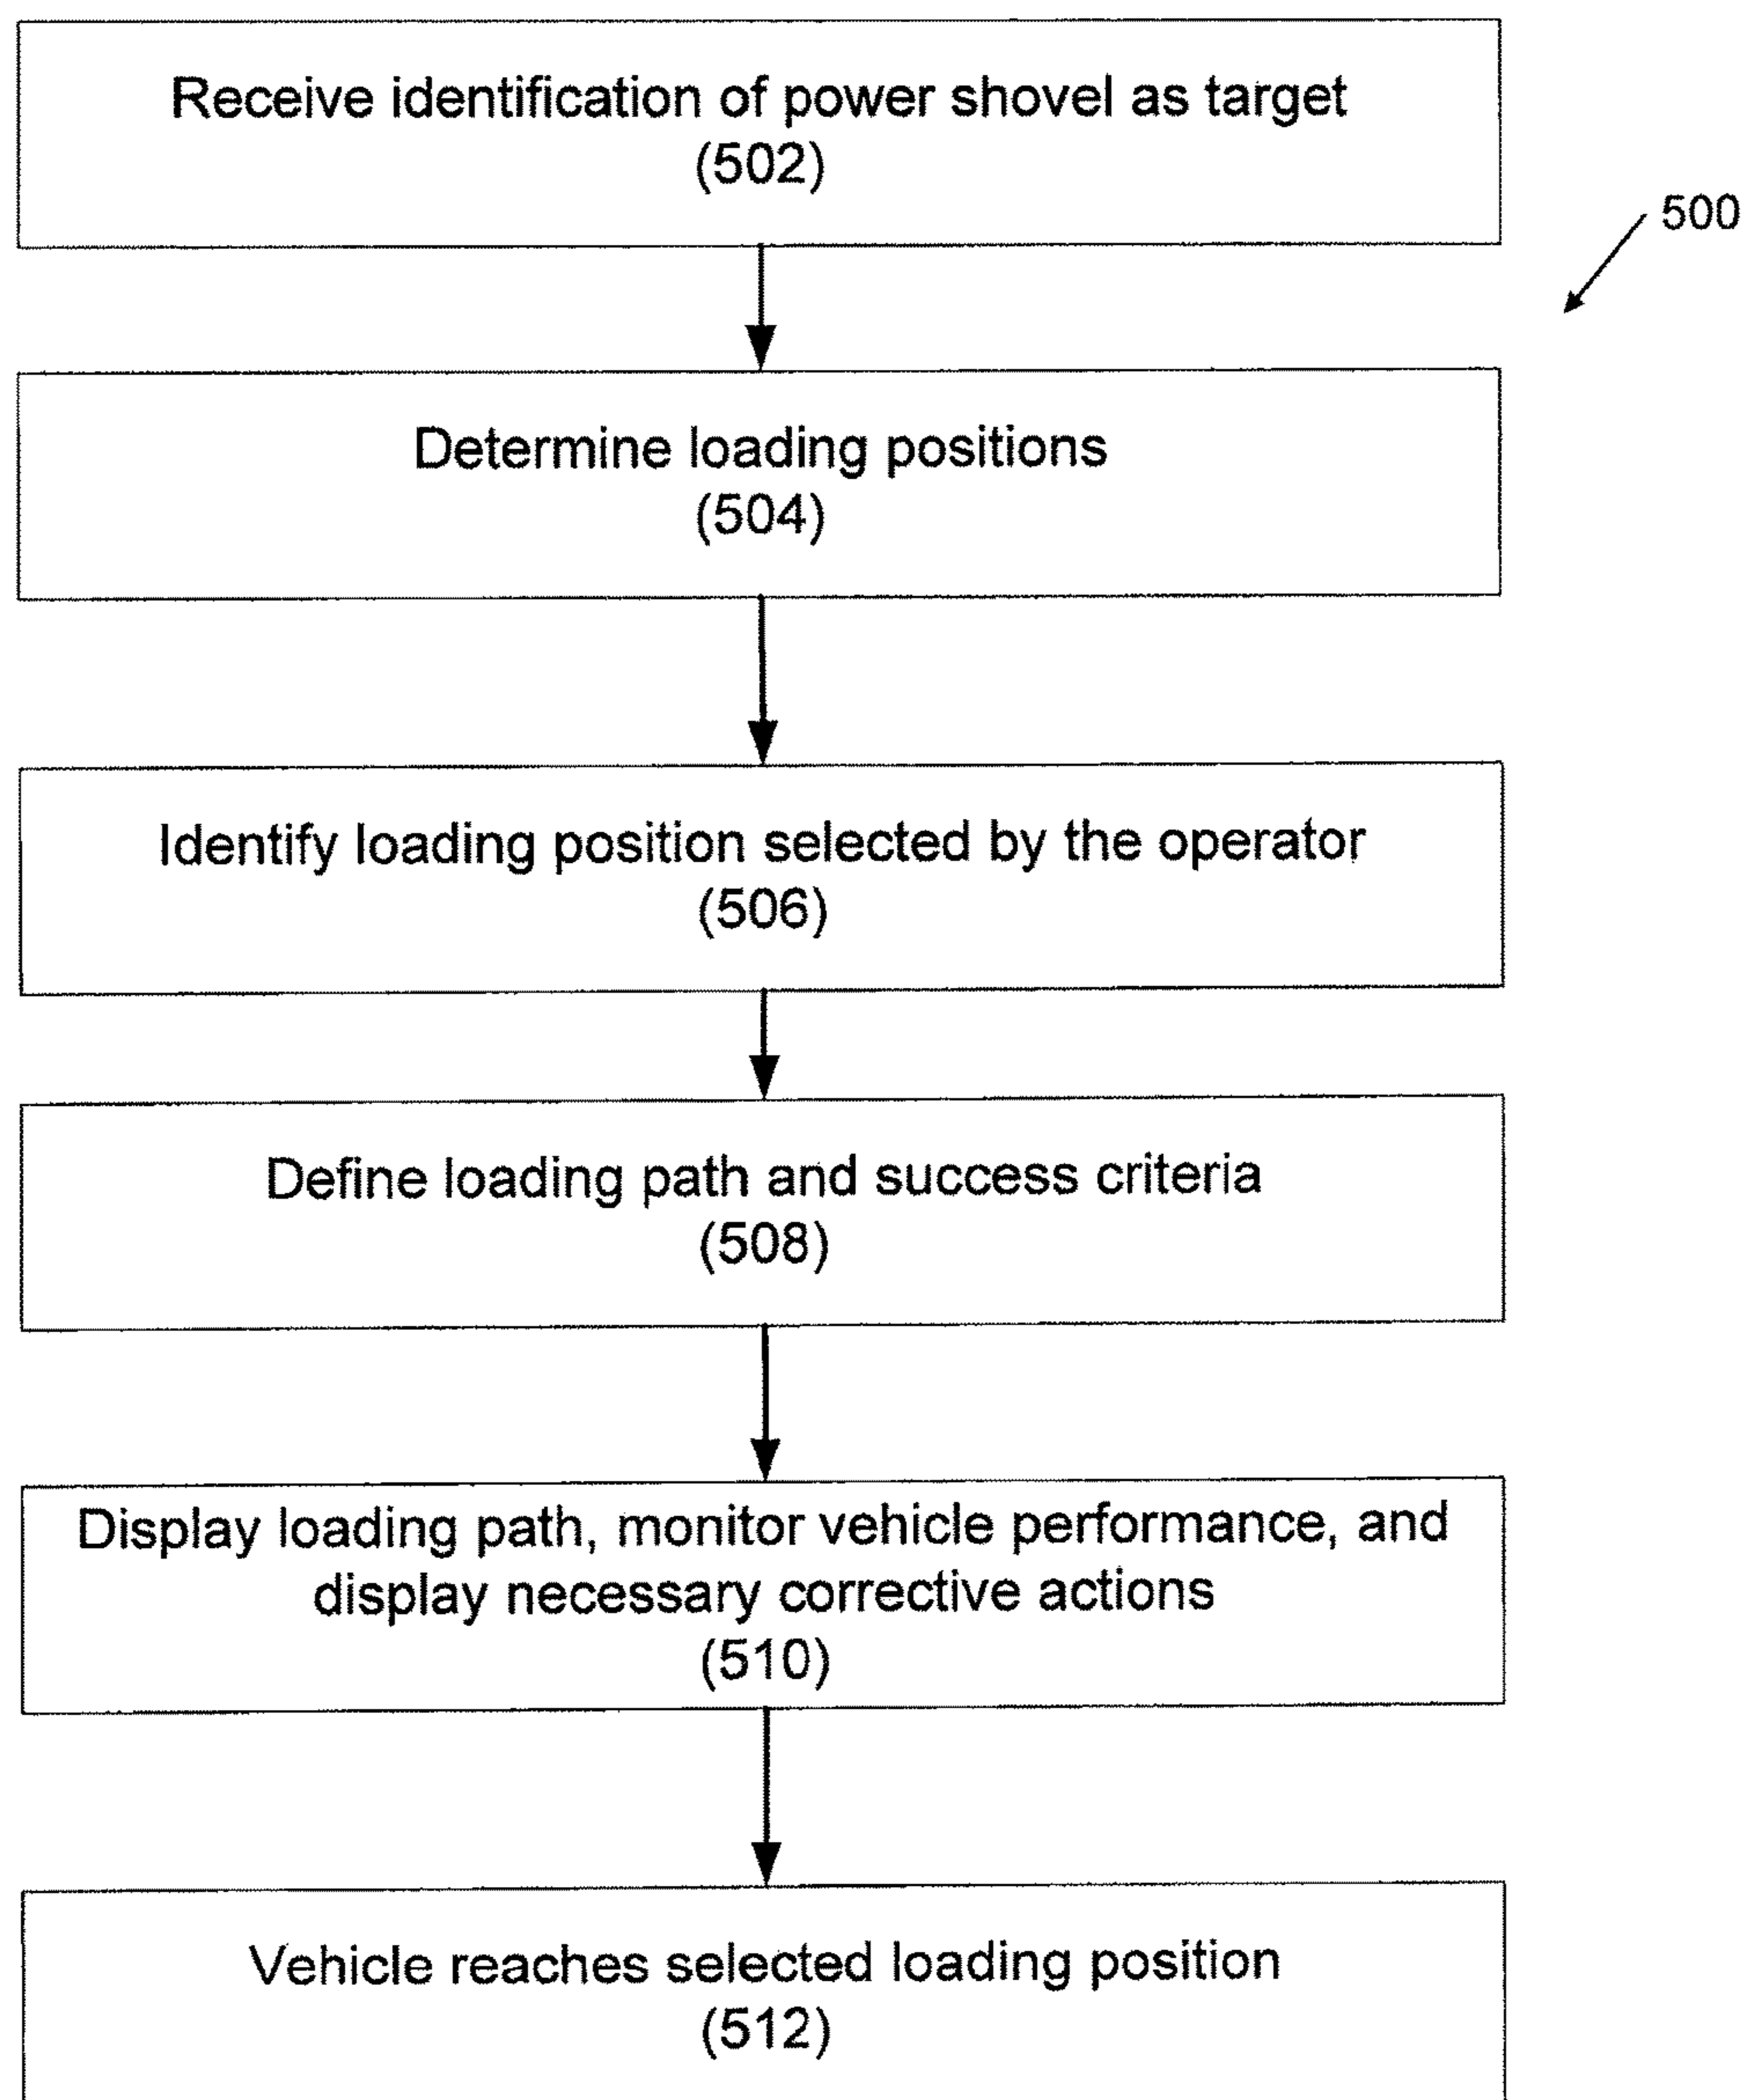 Receive identification of power shovel as target
(502)
500
Determine loading positions
(504)
Identify loading position selected by the operator
(506)
Define loading path and success criteria
(508)
Display loading path, monitor vehicle performance, and
display necessary corrective actions
(510)
Vehicle reaches selected loading position
(512)